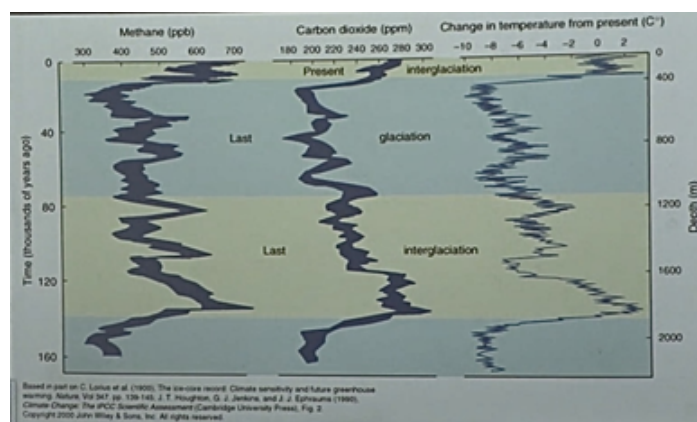 Methane (ppb)
Carbon dioxide (ppm)
Change in temperature from present (C°)
300 400 500 600 700
180 200 220 240 260 280 300
-10 -8 -6 -4 -2 0 2
0
40
80
120
160
Time (thousands of years ago)
Present interglaciation
Last glaciation
Last interglaciation
0
400
800
1200
1600
2000
Depth (m)
Based in part on C. Lorius et al. (1900), The ice-core record: Climate sensitivity and future greenhouse
warming. Nature, Vol 347, pp. 139-145; J. T. Houghton, G. J. Jenkins, and J. J. Ephraums (1990),
Climate Change: The IPCC Scientific Assessment (Cambridge University Press), Fig. 2.
Copyright 2000 John Wiley & Sons, Inc. All rights reserved.